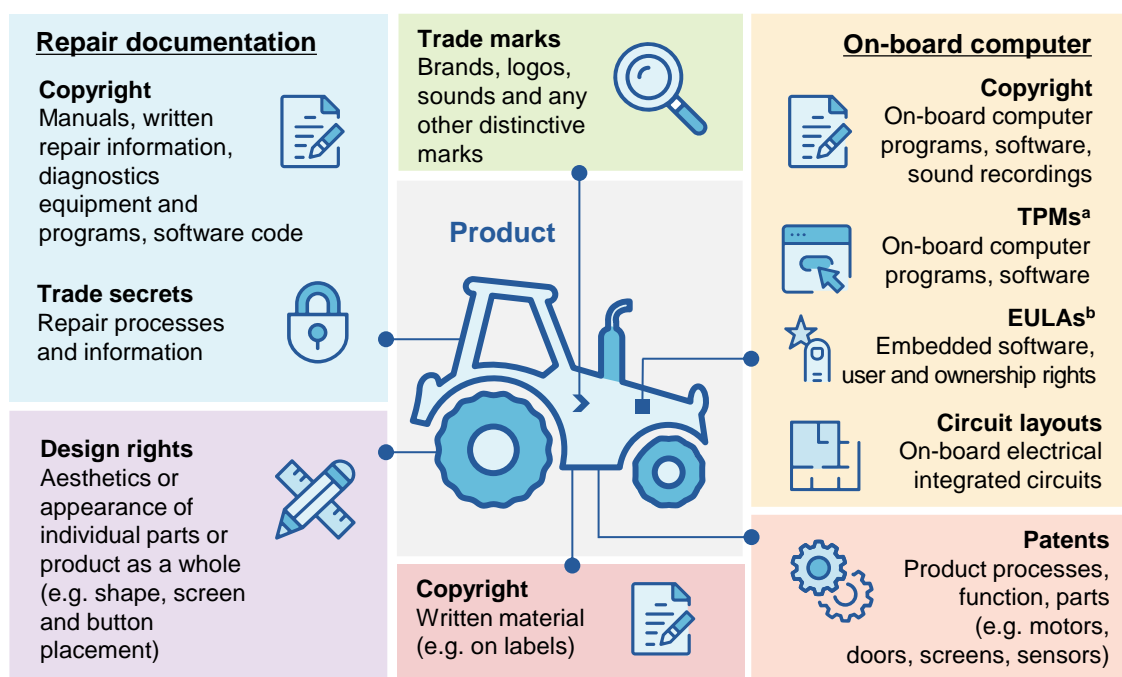 Repair documentation
Copyright
Manuals, written
repair information,
diagnostics
equipment and
programs, software code
Trade secrets
Repair processes
and information
Design rights
Aesthetics or
appearance of
individual parts or
product as a whole
(e.g. shape, screen
and button
placement)
Trade marks
Brands, logos,
sounds and any
other distinctive
marks
Product
Copyright
Written material
(e.g. on labels)
On-board computer
Copyright
On-board computer
programs, software,
sound recordings
TPMsᵃ
On-board computer
programs, software
EULAsᵇ
Embedded software,
user and ownership rights
Circuit layouts
On-board electrical
integrated circuits
Patents
Product processes,
function, parts
(e.g. motors,
doors, screens, sensors)